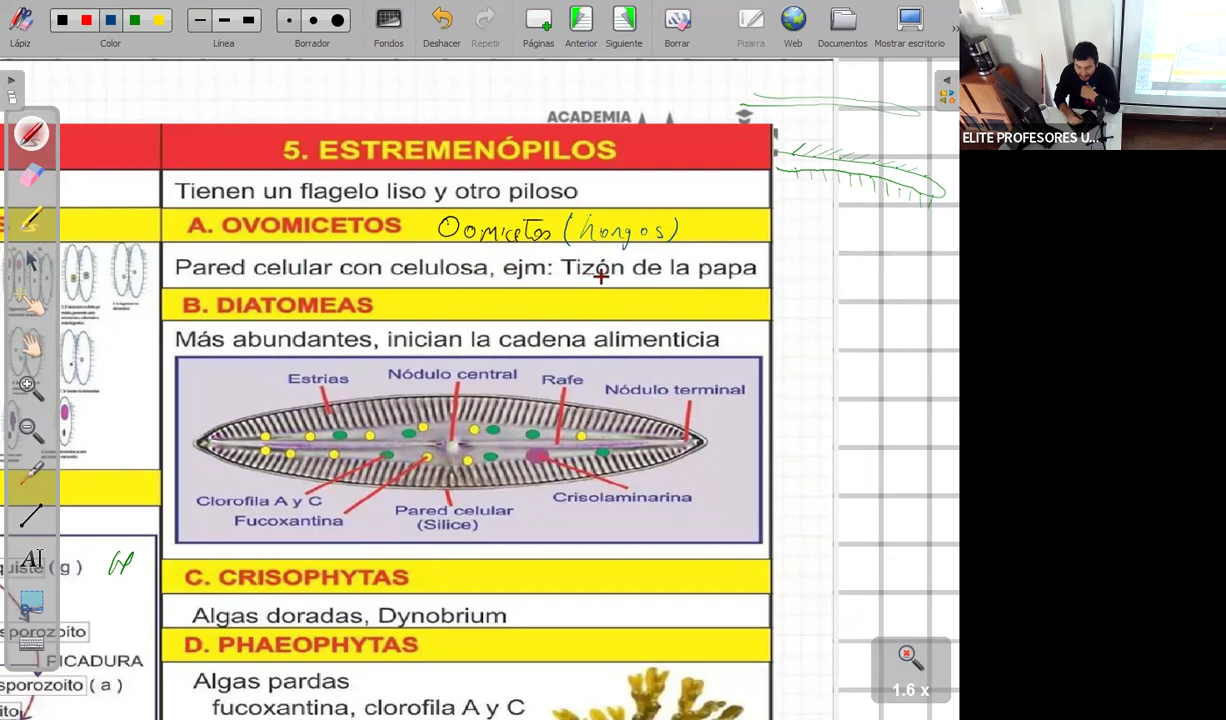 Lápiz
Color
Línea
Borrador
Fondos
Deshacer
Repetir
Páginas
Anterior
Siguiente
Borrar
Pizarra
Web
Documentos
Mostrar escritorio
ELITE PROFESORES U...
ACADEMIA
5. ESTREMENÓPILOS
Tienen un flagelo liso y otro piloso
A. OVOMICETOS Oomicetos (hongos)
Pared celular con celulosa, ejm: Tizón de la papa
B. DIATOMEAS
Más abundantes, inician la cadena alimenticia
Estrias
Nódulo central
Rafe
Nódulo terminal
Clorofila A y C
Fucoxantina
Pared celular
(Silice)
Crisolaminarina
C. CRISOPHYTAS
Algas doradas, Dynobrium
D. PHAEOPHYTAS
Algas pardas
fucoxantina, clorofila A y C
quiste ( g )
sporozoito
PICADURA
sporozoito ( a )
ito
AI
1.6 x